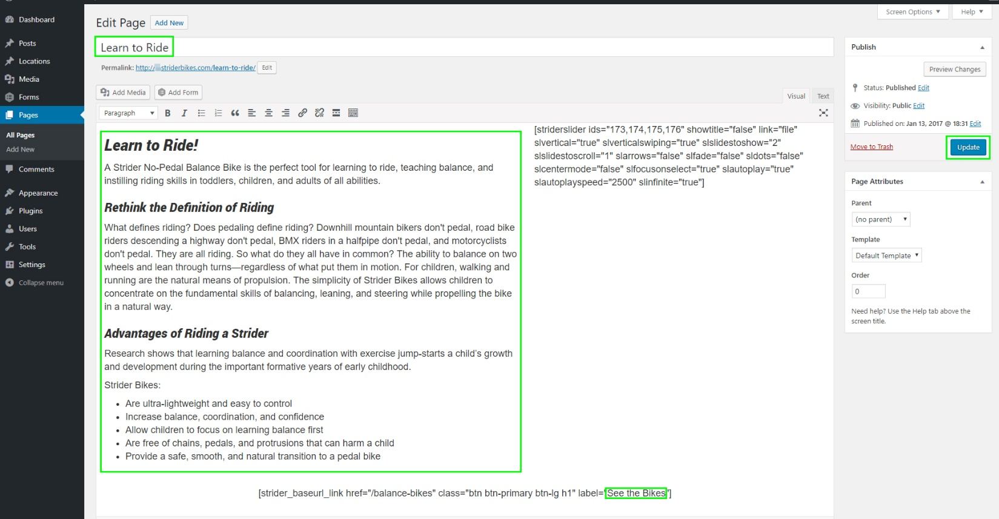 Dashboard
Posts
Locations
Media
Forms
Pages
All Pages
Add New
Comments
Appearance
Plugins
Users
Tools
Settings
Collapse menu
Screen Options
Help
Edit Page
Add New
Learn to Ride
Permalink: http://striderbikes.com/learn-to-ride/ Edit
Add Media
Add Form
Visual
Text
Paragraph
B I
Learn to Ride!
A Strider No-Pedal Balance Bike is the perfect tool for learning to ride, teaching balance, and
instilling riding skills in toddlers, children, and adults of all abilities.
Rethink the Definition of Riding
What defines riding? Does pedaling define riding? Downhill mountain bikers don't pedal, road bike
riders descending a highway don't pedal, BMX riders in a halfpipe don't pedal, and motorcyclists
don't pedal. They are all riding. So what do they all have in common? The ability to balance on two
wheels and lean through turns—regardless of what put them in motion. For children, walking and
running are the natural means of propulsion. The simplicity of Strider Bikes allows children to
concentrate on the fundamental skills of balancing, leaning, and steering while propelling the bike
in a natural way.
Advantages of Riding a Strider
Research shows that learning balance and coordination with exercise jump-starts a child’s growth
and development during the important formative years of early childhood.
Strider Bikes:
• Are ultra-lightweight and easy to control
• Increase balance, coordination, and confidence
• Allow children to focus on learning balance first
• Are free of chains, pedals, and protrusions that can harm a child
• Provide a safe, smooth, and natural transition to a pedal bike
[striderslider ids="173,174,175,176" showtitle="false" link="file"
slvertical="true" slverticalswiping="true" slslidestoshow="2"
slslidestoscroll="1" slarrows="false" slfade="false" sldots="false"
slcentermode="false" slfocusonselect="true" slautoplay="true"
slautoplayspeed="2500" slinfinite="true"]
[strider_baseurl_link href="/balance-bikes" class="btn btn-primary btn-lg h1" label="See the Bikes"]
Publish
Preview Changes
Status: Published Edit
Visibility: Public Edit
Published on: Jan 13, 2017 @ 18:31 Edit
Move to Trash
Update
Page Attributes
Parent
(no parent)
Template
Default Template
Order
0
Need help? Use the Help tab above the
screen title.